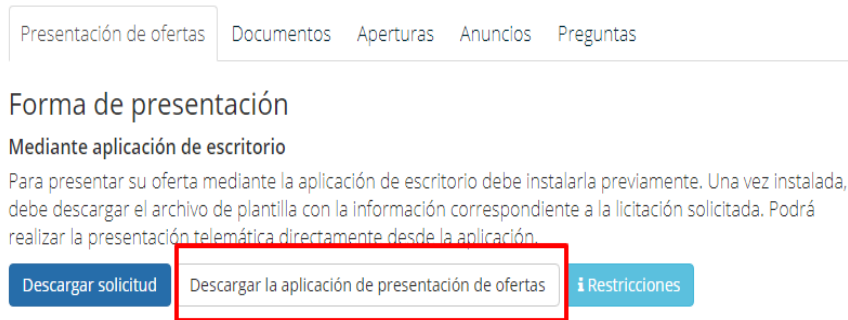 Presentación de ofertas Documentos Aperturas Anuncios Preguntas
Forma de presentación
Mediante aplicación de escritorio
Para presentar su oferta mediante la aplicación de escritorio debe instalarla previamente. Una vez instalada,
debe descargar el archivo de plantilla con la información correspondiente a la licitación solicitada. Podrá
realizar la presentación telemática directamente desde la aplicación.
Descargar solicitud Descargar la aplicación de presentación de ofertas i Restricciones